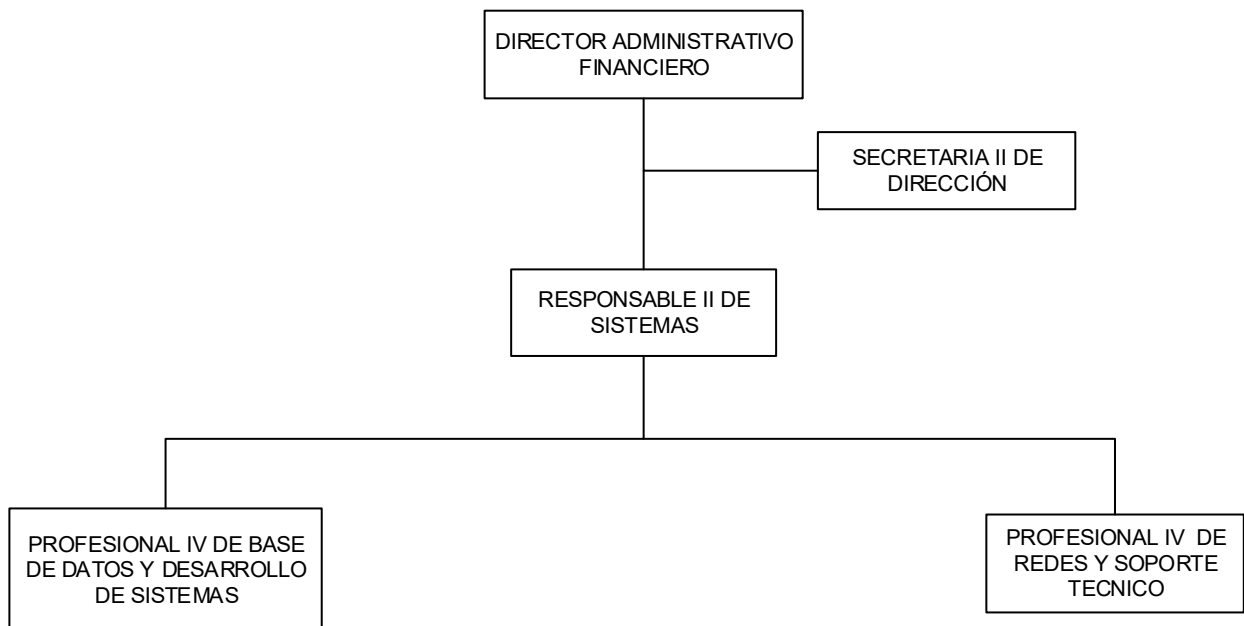 DIRECTOR ADMINISTRATIVO
FINANCIERO
SECRETARIA II DE
DIRECCIÓN
RESPONSABLE II DE
SISTEMAS
PROFESIONAL IV DE BASE
DE DATOS Y DESARROLLO
DE SISTEMAS
PROFESIONAL IV DE
REDES Y SOPORTE
TECNICO